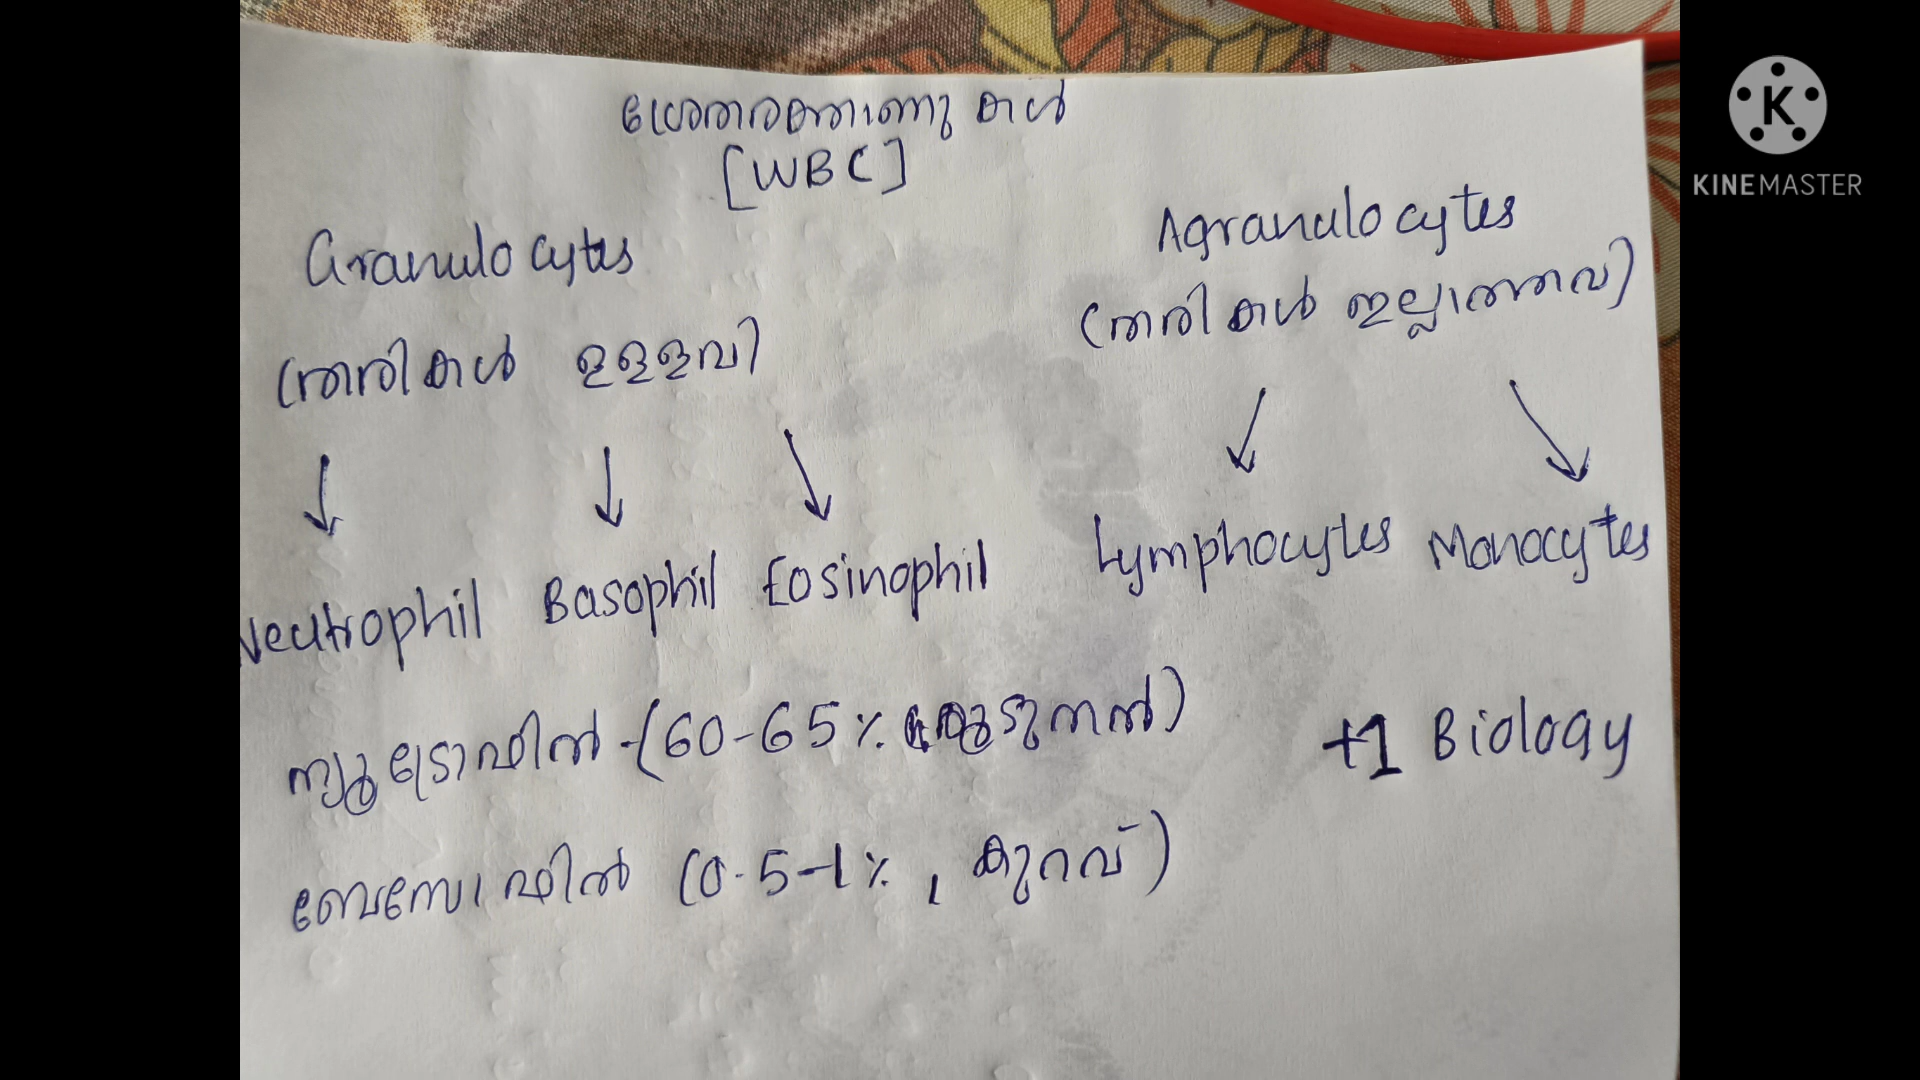 ശ്വേതരക്താണുകൾ
[WBC]
Granulocytes
(തരികൾ ഉള്ളവ)
Agranulocytes
(തരികൾ ഇല്ലാത്തവ)
Neutrophil Basophil Eosinophil
Lymphocytes Monocytes
ന്യൂട്രോഫിൽ -(60-65% കൂടുതൽ)
+1 Biology
ബേസോഫിൽ (0.5-1%, കുറവ്)
KINEMASTER